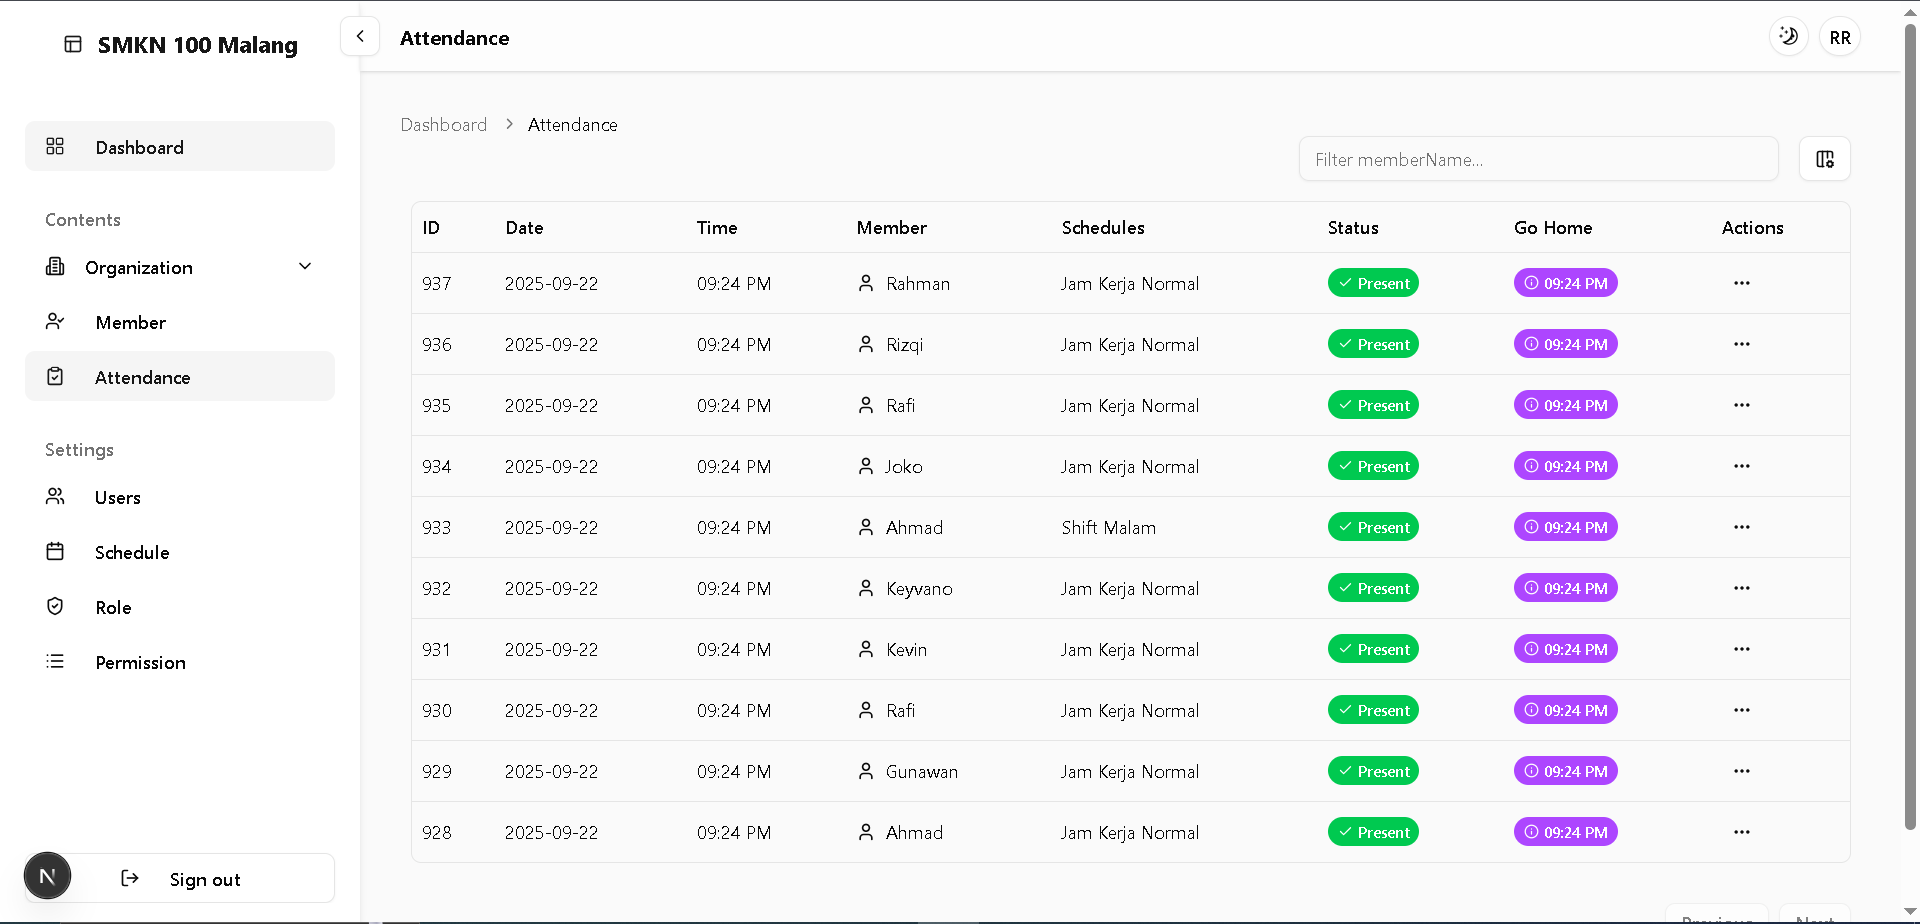 SMKN 100 Malang
Attendance
RR
Dashboard
Contents
Organization
Member
Attendance
Settings
Users
Schedule
Role
Permission
N
Sign out
Dashboard > Attendance
Filter memberName...
ID Date Time Member Schedules Status Go Home Actions
937 2025-09-22 09:24 PM Rahman Jam Kerja Normal Present 09:24 PM
936 2025-09-22 09:24 PM Rizqi Jam Kerja Normal Present 09:24 PM
935 2025-09-22 09:24 PM Rafi Jam Kerja Normal Present 09:24 PM
934 2025-09-22 09:24 PM Joko Jam Kerja Normal Present 09:24 PM
933 2025-09-22 09:24 PM Ahmad Shift Malam Present 09:24 PM
932 2025-09-22 09:24 PM Keyvano Jam Kerja Normal Present 09:24 PM
931 2025-09-22 09:24 PM Kevin Jam Kerja Normal Present 09:24 PM
930 2025-09-22 09:24 PM Rafi Jam Kerja Normal Present 09:24 PM
929 2025-09-22 09:24 PM Gunawan Jam Kerja Normal Present 09:24 PM
928 2025-09-22 09:24 PM Ahmad Jam Kerja Normal Present 09:24 PM
Previous Next